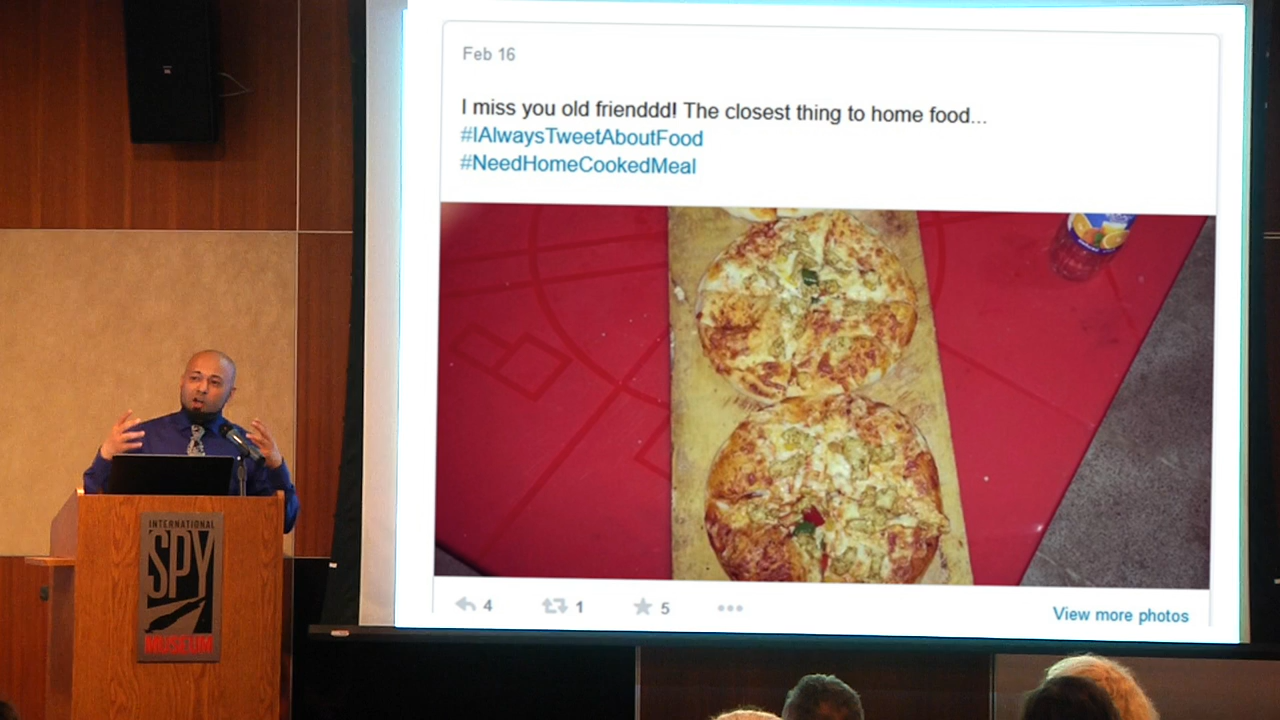 Feb 16
I miss you old frienddd! The closest thing to home food...
#IAlwaysTweetAboutFood
#NeedHomeCookedMeal
4
1
5
View more photos
INTERNATIONAL
SPY
MUSEUM